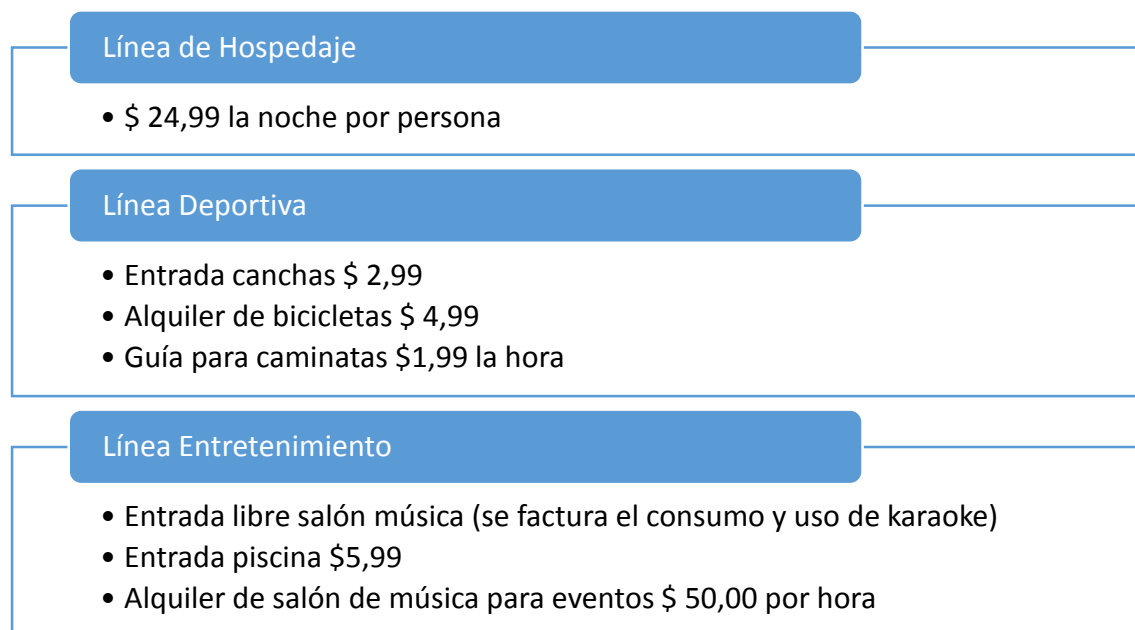 Línea de Hospedaje
• $ 24,99 la noche por persona
Línea Deportiva
• Entrada canchas $ 2,99
• Alquiler de bicicletas $ 4,99
• Guía para caminatas $1,99 la hora
Línea Entretenimiento
• Entrada libre salón música (se factura el consumo y uso de karaoke)
• Entrada piscina $5,99
• Alquiler de salón de música para eventos $ 50,00 por hora